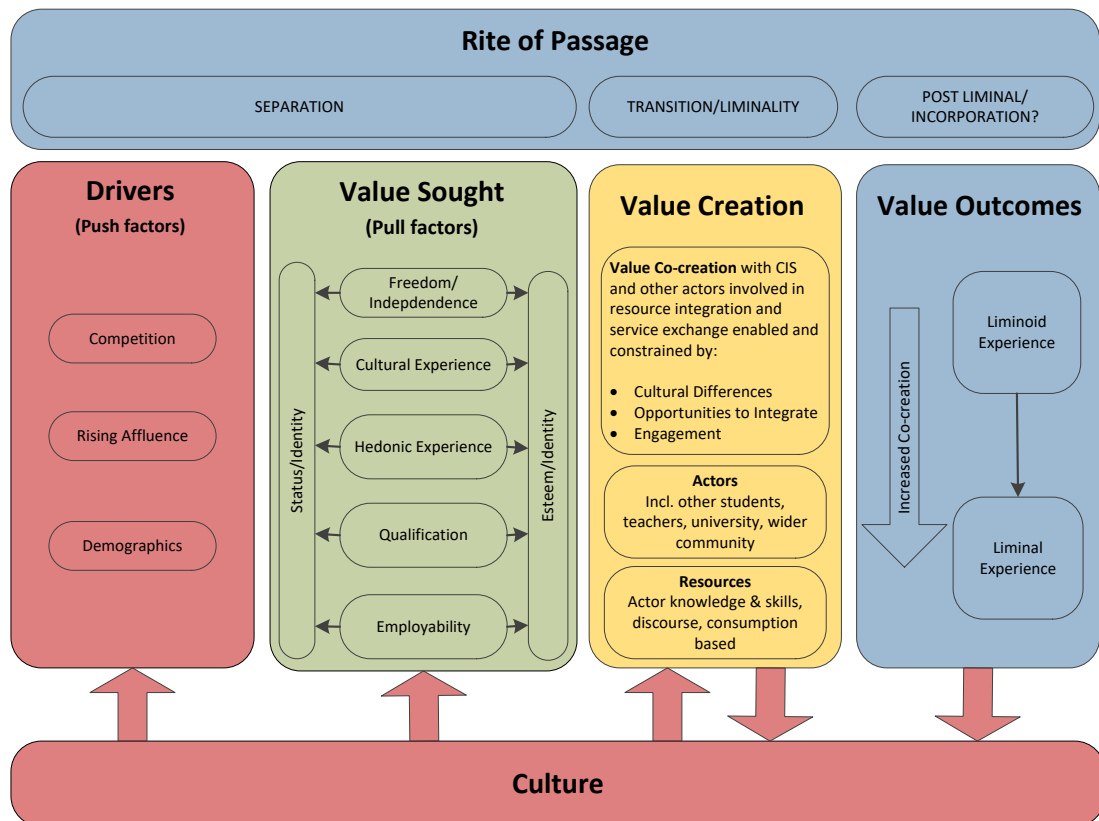 Rite of Passage
SEPARATION
TRANSITION/LIMINALITY
POST LIMINAL/
INCORPORATION?
Drivers
(Push factors)
Competition
Rising Affluence
Demographics
Value Sought
(Pull factors)
Status/Identity
Freedom/
Indepdendence
Cultural Experience
Hedonic Experience
Qualification
Employability
Esteem/Identity
Value Creation
Value Co-creation with CIS
and other actors involved in
resource integration and
service exchange enabled and
constrained by:
• Cultural Differences
• Opportunities to Integrate
• Engagement
Actors
Incl. other students,
teachers, university, wider
community
Resources
Actor knowledge & skills,
discourse, consumption
based
Value Outcomes
Increased Co-creation
Liminoid
Experience
Liminal
Experience
Culture